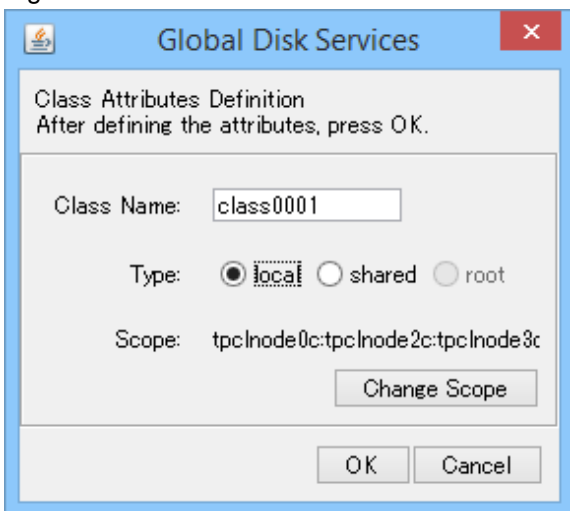 Global Disk Services
Class Attributes Definition
After defining the attributes, press OK.
Class Name: class0001
Type: local shared root
Scope: tpclnode0c:tpclnode2c:tpclnode3c
Change Scope
OK Cancel